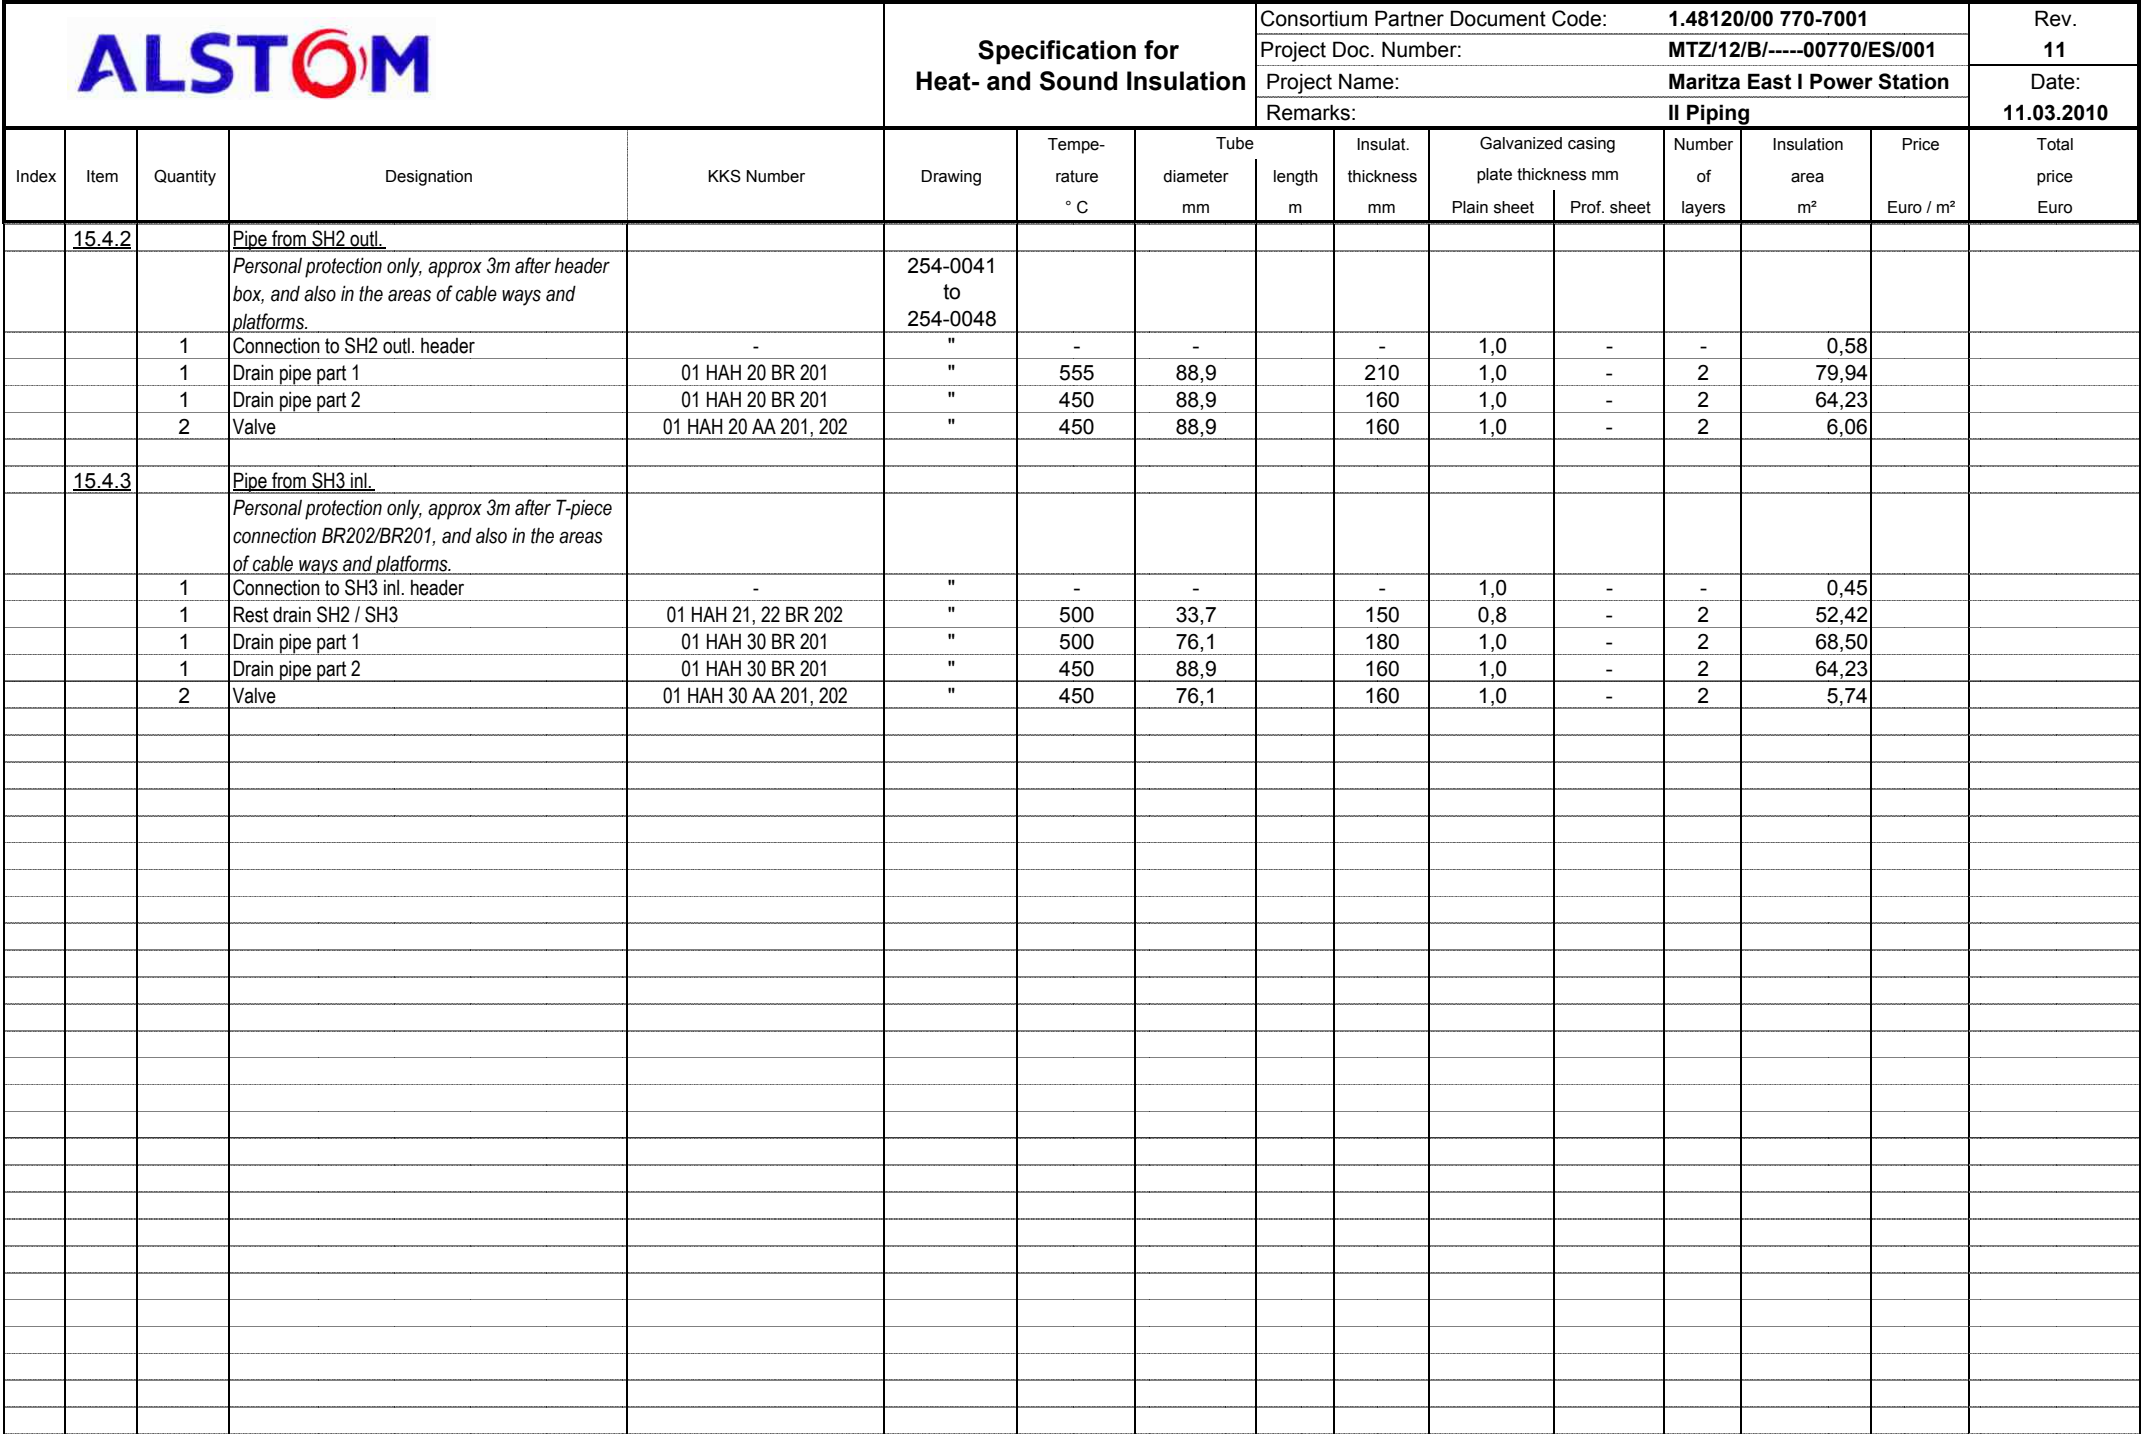 ALSTOM
Specification for
Heat- and Sound Insulation
Consortium Partner Document Code: 1.48120/00 770-7001
Project Doc. Number: MTZ/12/B/-----00770/ES/001
Project Name: Maritza East I Power Station
Remarks: II Piping
Rev.
11
Date:
11.03.2010
Index Item Quantity Designation KKS Number Drawing Tempe-rature ° C Tube diameter mm length m Insulat. thickness mm Galvanized casing plate thickness mm Plain sheet Prof. sheet Number of layers Insulation area m² Price Euro / m² Total price Euro
15.4.2 Pipe from SH2 outl.
Personal protection only, approx 3m after header 254-0041
box, and also in the areas of cable ways and to
platforms. 254-0048
1 Connection to SH2 outl. header - " - - - 1,0 - - 0,58
1 Drain pipe part 1 01 HAH 20 BR 201 " 555 88,9 210 1,0 - 2 79,94
1 Drain pipe part 2 01 HAH 20 BR 201 " 450 88,9 160 1,0 - 2 64,23
2 Valve 01 HAH 20 AA 201, 202 " 450 88,9 160 1,0 - 2 6,06
15.4.3 Pipe from SH3 inl.
Personal protection only, approx 3m after T-piece
connection BR202/BR201, and also in the areas
of cable ways and platforms.
1 Connection to SH3 inl. header - " - - - 1,0 - - 0,45
1 Rest drain SH2 / SH3 01 HAH 21, 22 BR 202 " 500 33,7 150 0,8 - 2 52,42
1 Drain pipe part 1 01 HAH 30 BR 201 " 500 76,1 180 1,0 - 2 68,50
1 Drain pipe part 2 01 HAH 30 BR 201 " 450 88,9 160 1,0 - 2 64,23
2 Valve 01 HAH 30 AA 201, 202 " 450 76,1 160 1,0 - 2 5,74